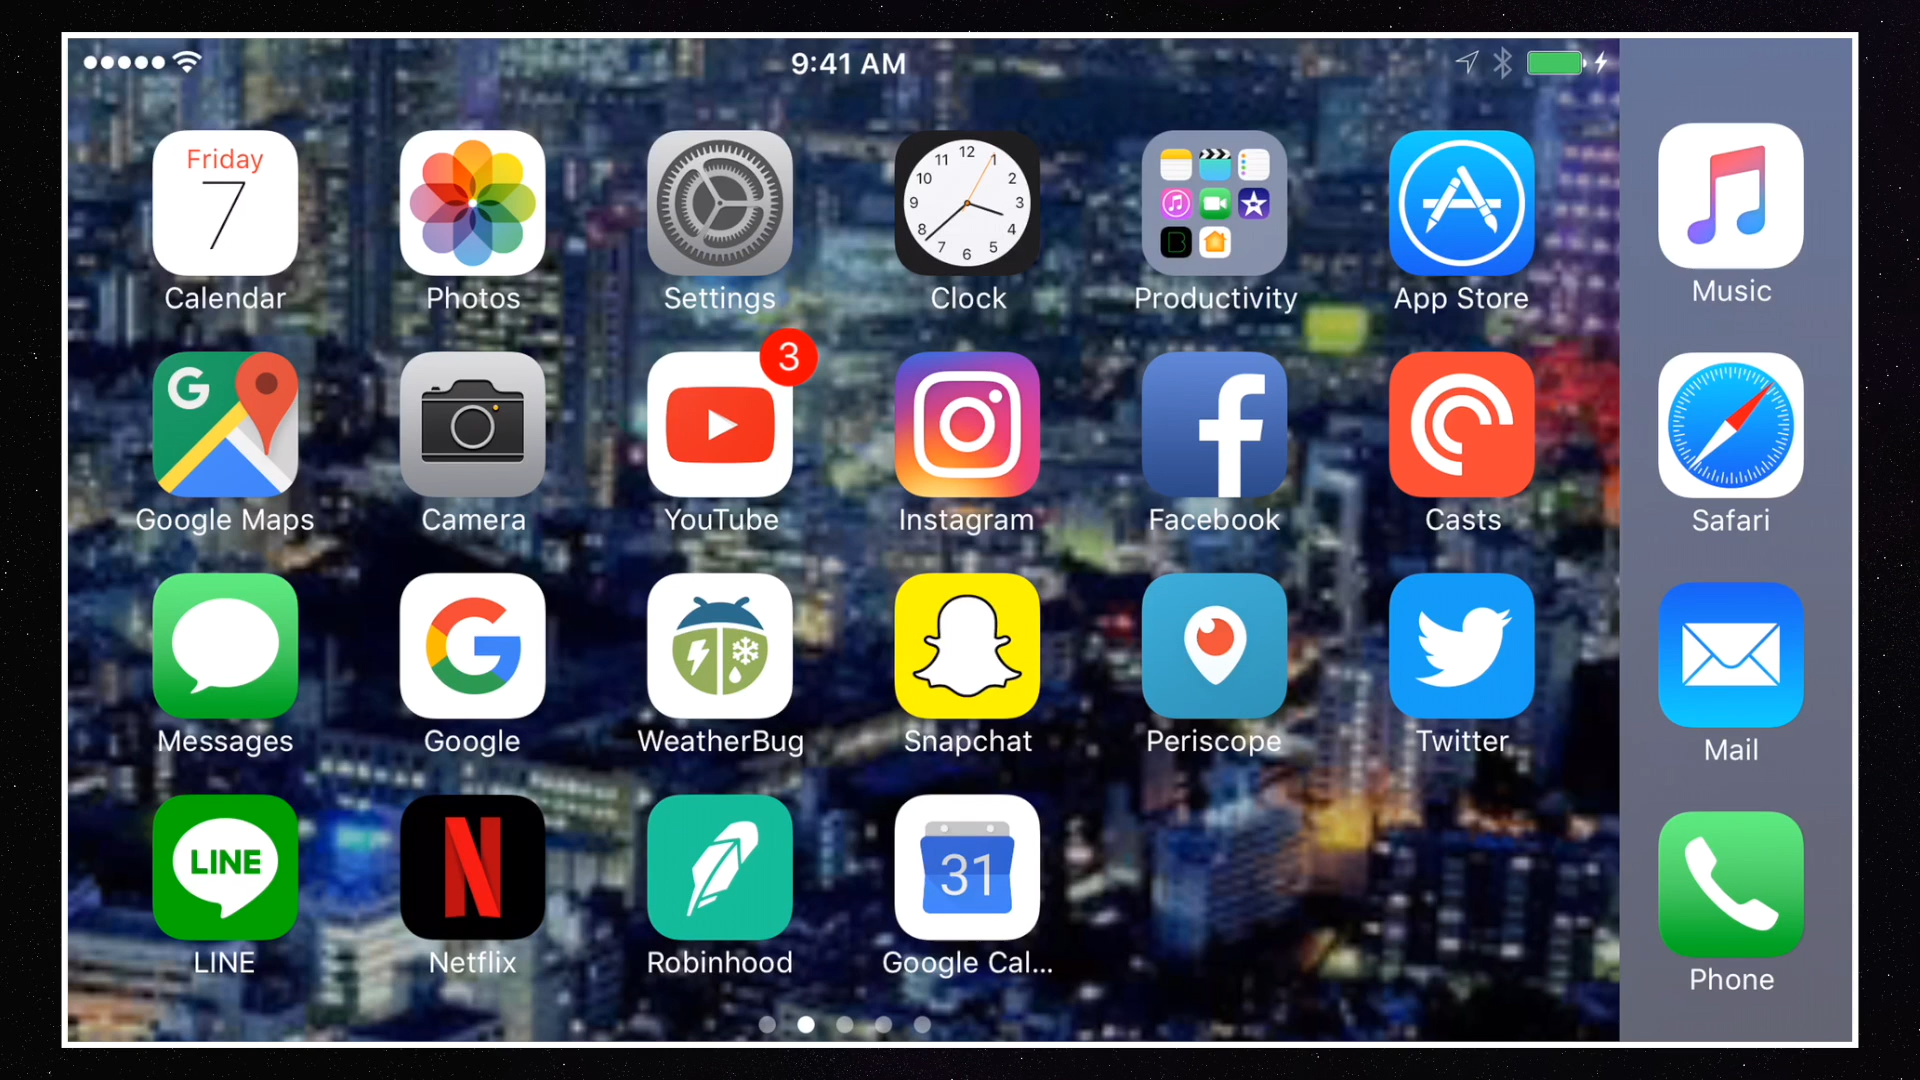 9:41 AM
Friday
7
12
1
2
3
4
5
6
7
8
9
10
11
Calendar
Photos
Settings
Clock
Productivity
App Store
Music
G
3
f
Google Maps
Camera
YouTube
Instagram
Facebook
Casts
Safari
G
Messages
Google
WeatherBug
Snapchat
Periscope
Twitter
Mail
LINE
N
31
LINE
Netflix
Robinhood
Google Cal...
Phone